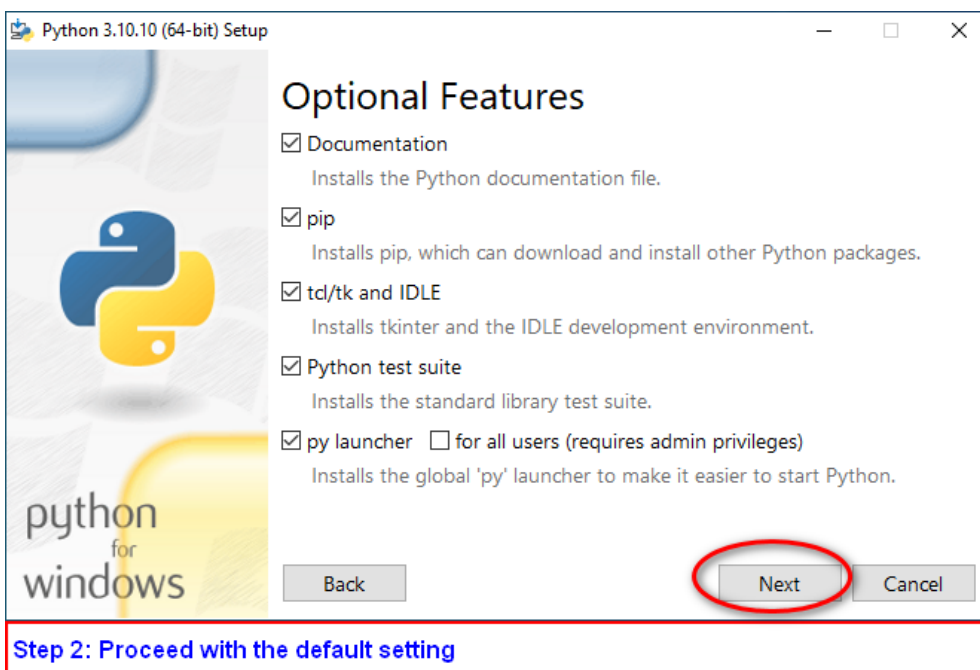 Python 3.10.10 (64-bit) Setup
Optional Features
Documentation
Installs the Python documentation file.
pip
Installs pip, which can download and install other Python packages.
tcl/tk and IDLE
Installs tkinter and the IDLE development environment.
Python test suite
Installs the standard library test suite.
py launcher for all users (requires admin privileges)
Installs the global 'py' launcher to make it easier to start Python.
python
for
windows
Back Next Cancel
Step 2: Proceed with the default setting